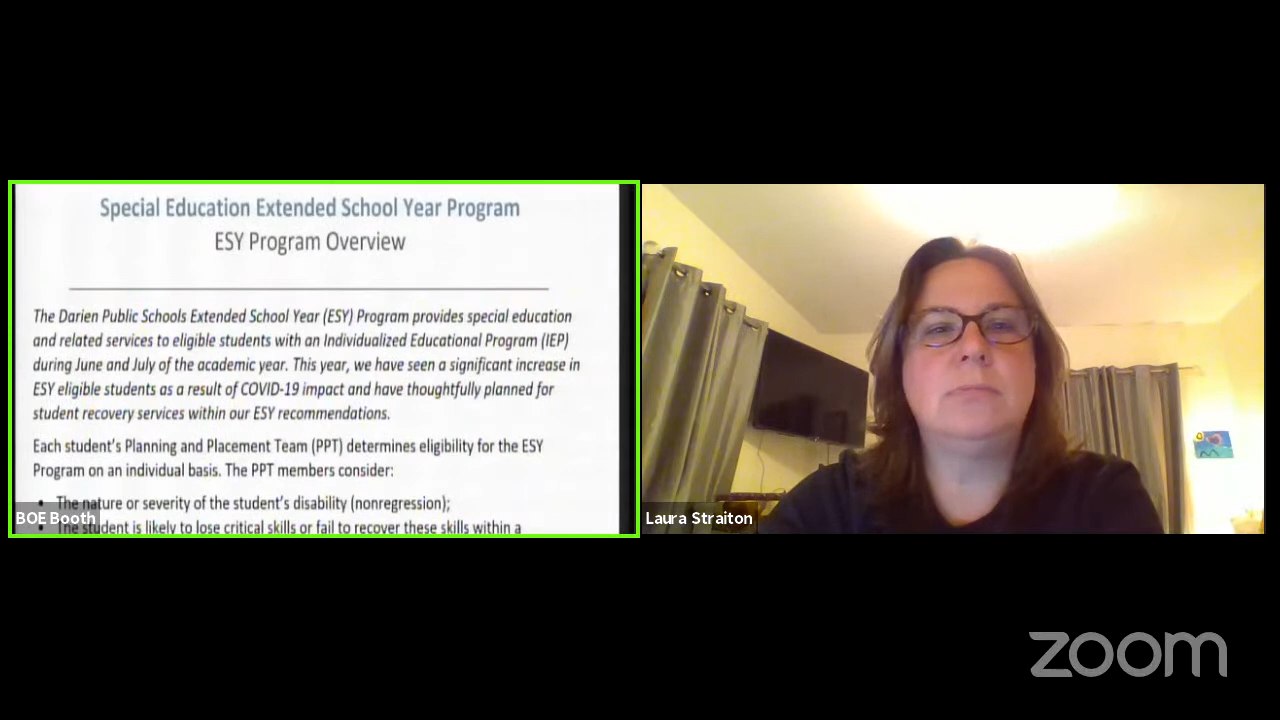 Special Education Extended School Year Program
ESY Program Overview
The Darien Public Schools Extended School Year (ESY) Program provides special education
and related services to eligible students with an Individualized Educational Program (IEP)
during June and July of the academic year. This year, we have seen a significant increase in
ESY eligible students as a result of COVID-19 impact and have thoughtfully planned for
student recovery services within our ESY recommendations.
Each student's Planning and Placement Team (PPT) determines eligibility for the ESY
Program on an individual basis. The PPT members consider:
• The nature or severity of the student's disability (nonregression);
• The student is likely to lose critical skills or fail to recover these skills within a
BOE Booth
Laura Straiton
zoom